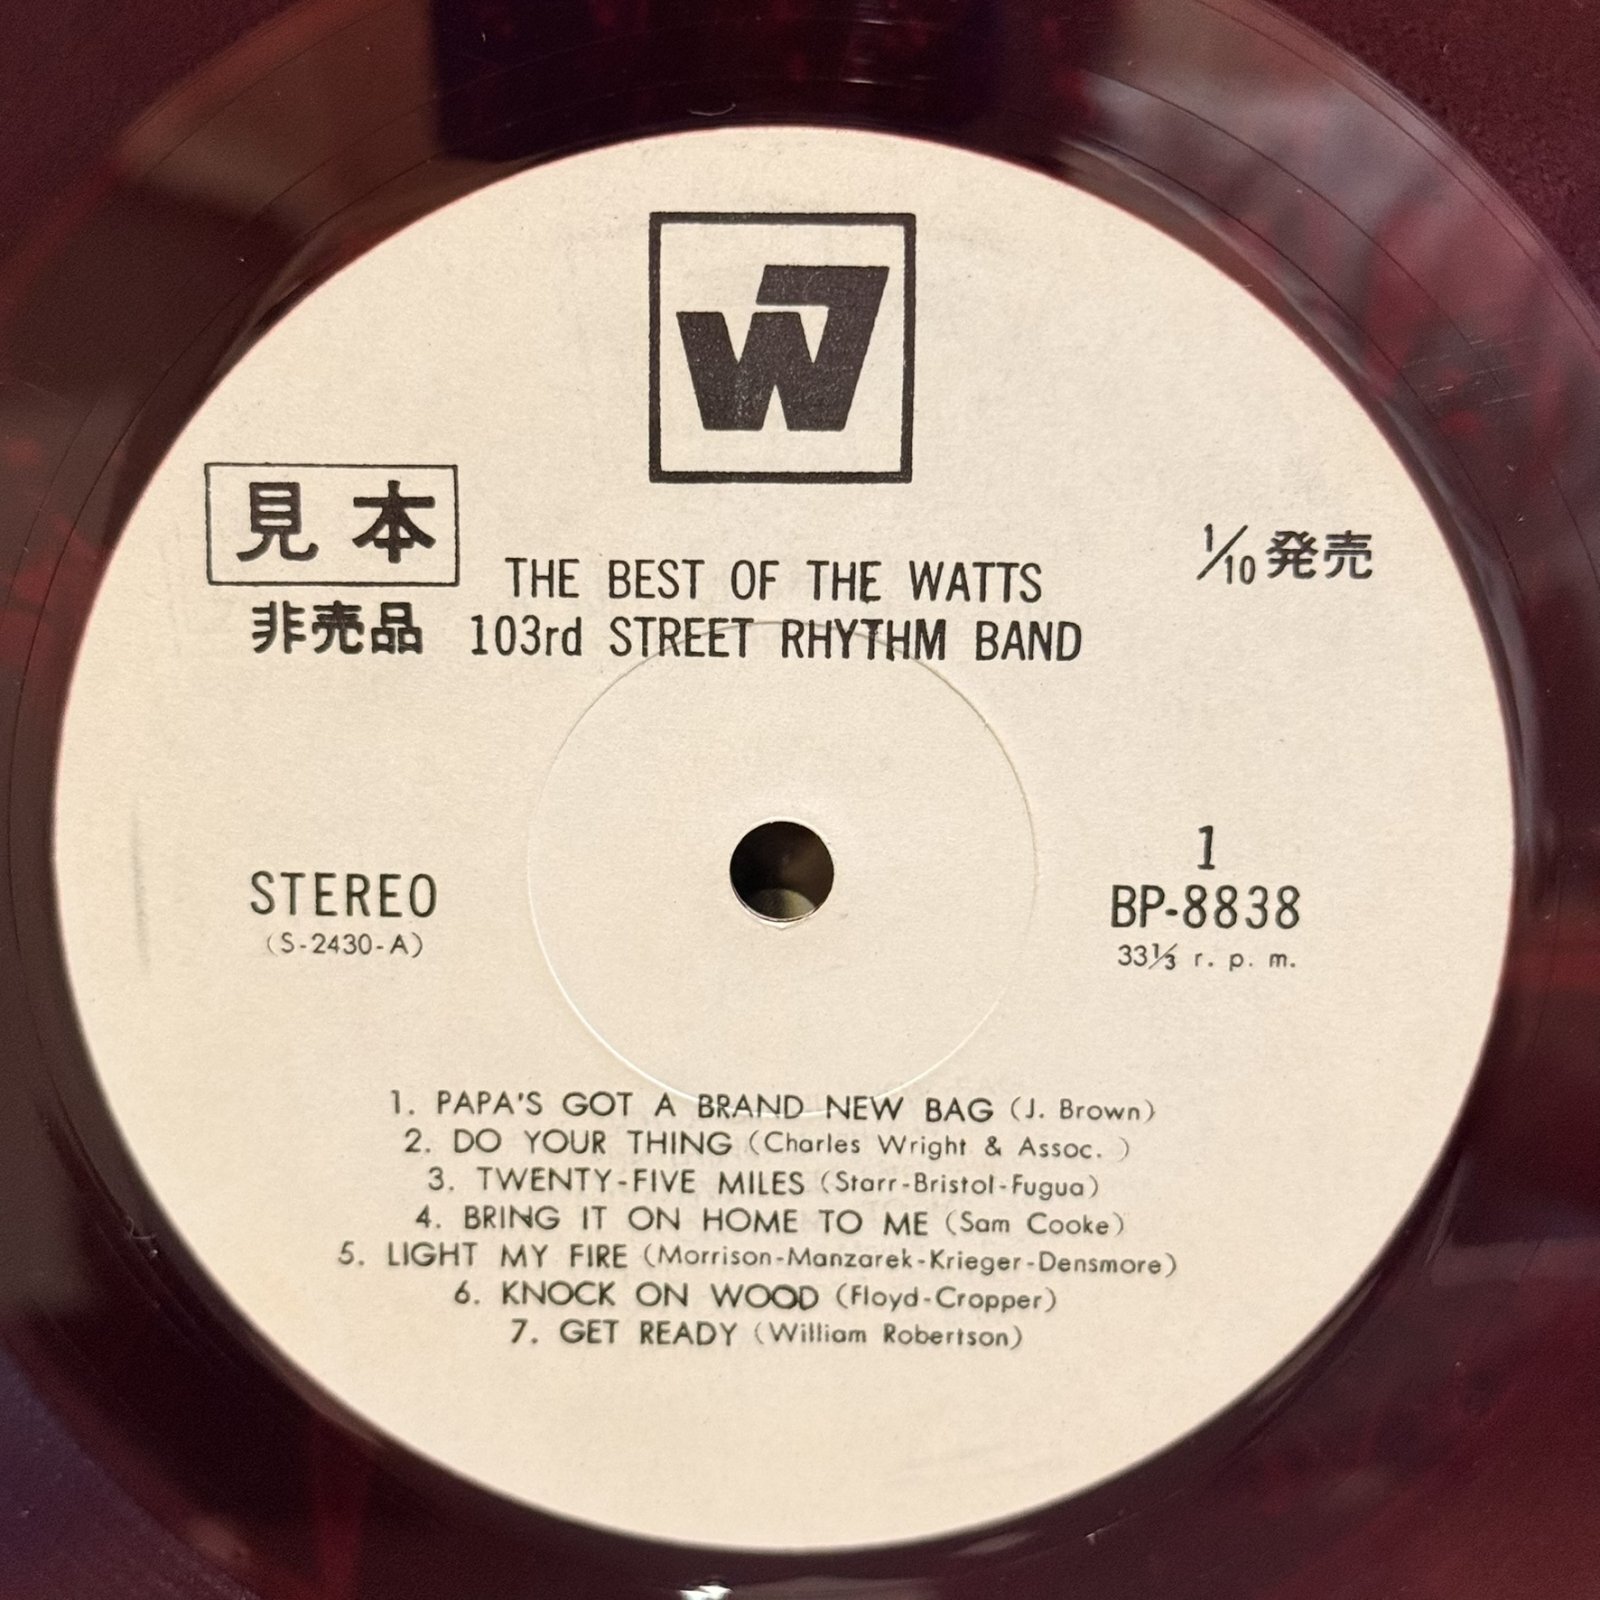 W7
見本
非売品
1/10 発売
THE BEST OF THE WATTS
103rd STREET RHYTHM BAND
STEREO
(S-2430-A)
1
BP-8838
33⅓ r. p. m.
1. PAPA'S GOT A BRAND NEW BAG (J. Brown)
2. DO YOUR THING (Charles Wright & Assoc. )
3. TWENTY-FIVE MILES (Starr-Bristol-Fugua)
4. BRING IT ON HOME TO ME (Sam Cooke)
5. LIGHT MY FIRE (Morrison-Manzarek-Krieger-Densmore)
6. KNOCK ON WOOD (Floyd-Cropper)
7. GET READY (William Robertson)